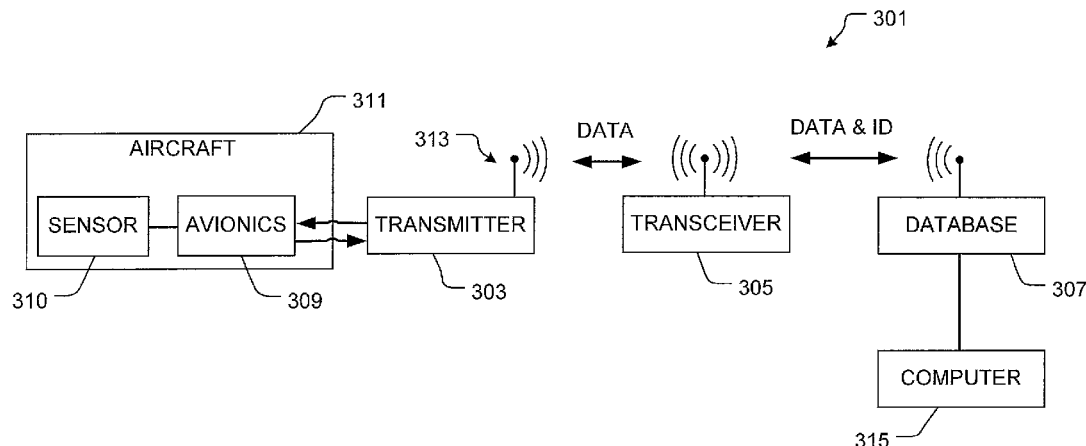 301
311
AIRCRAFT
313
DATA
DATA & ID
SENSOR
AVIONICS
TRANSMITTER
TRANSCEIVER
DATABASE
310
309
303
305
307
COMPUTER
315